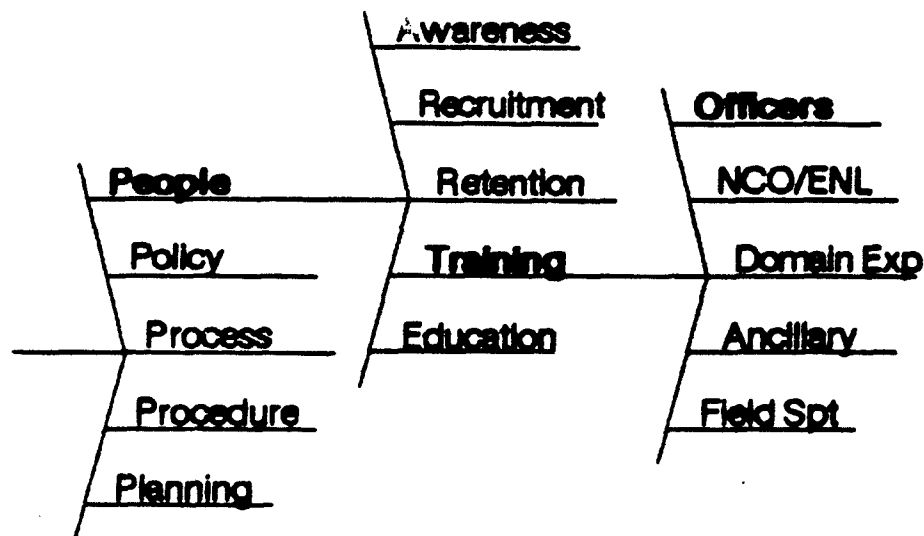 People
Policy
Process
Procedure
Planning
Awareness
Recruitment
Retention
Training
Education
Officers
NCO/ENL
Domain Exp
Ancillary
Field Spt